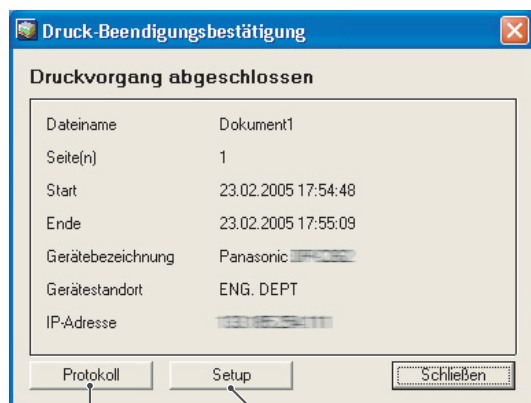 Druck-Beendigungsbestätigung
Druckvorgang abgeschlossen
Dateiname Dokument1
Seite(n) 1
Start 23.02.2005 17:54:48
Ende 23.02.2005 17:55:09
Gerätebezeichnung Panasonic
Gerätestandort ENG. DEPT
IP-Adresse
Protokoll Setup Schließen